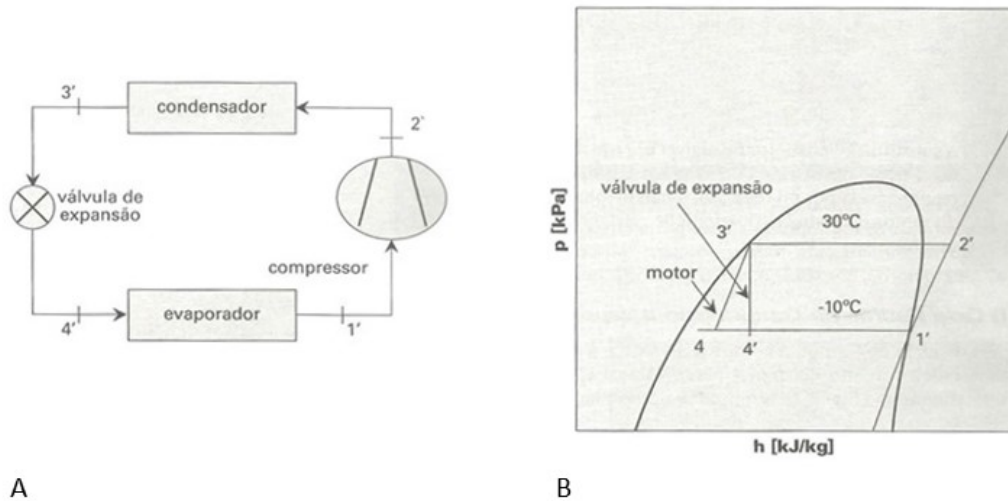 3'
condensador
2`
válvula de
expansão
compressor
4'
evaporador
1'
A
p [kPa]
válvula de expansão
30ºC
3'
2'
motor
-10ºC
4
4'
1'
h [kJ/kg]
B